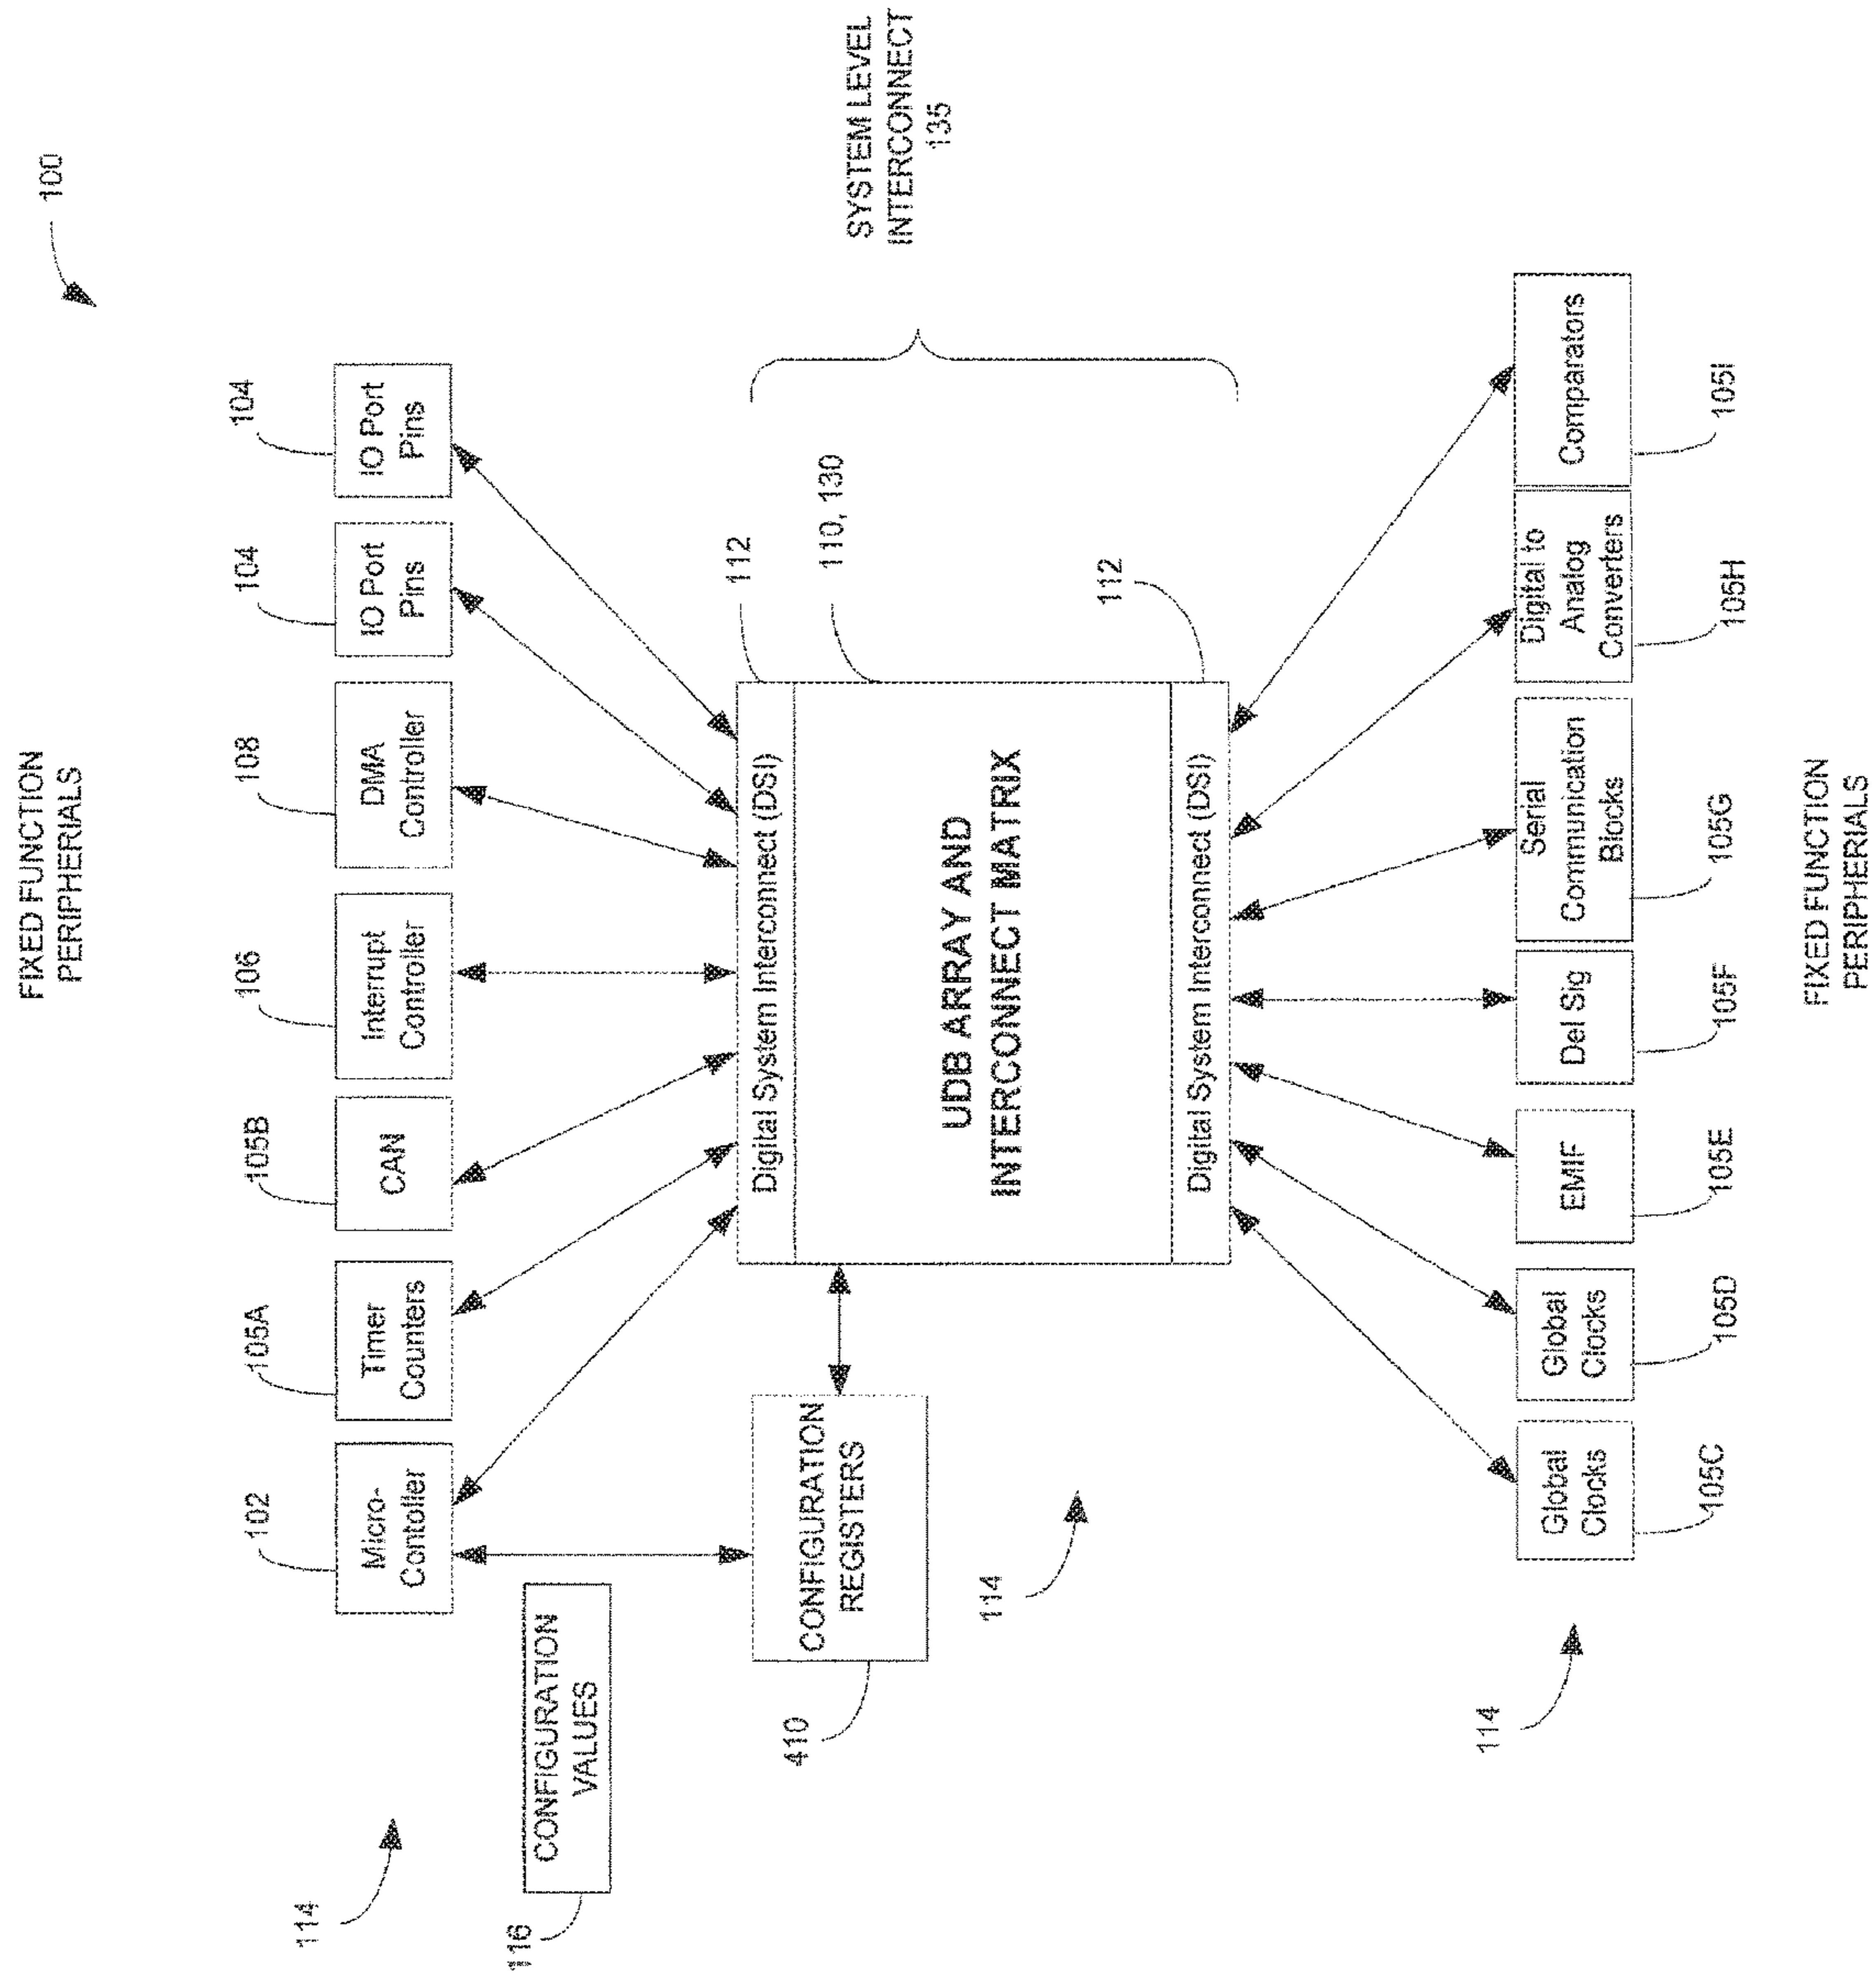 100
FIXED FUNCTION
PERIPHERIALS
102
105A
105B
106
108
104
104
Micro-
Contoller
Timer
Counters
CAN
Interrupt
Controller
DMA
Controller
IO Port
Pins
IO Port
Pins
114
116
CONFIGURATION
VALUES
112
110, 130
Digital System Interconnect (DSI)
UDB ARRAY AND
INTERCONNECT MATRIX
Digital System Interconnect (DSI)
112
SYSTEM LEVEL
INTERCONNECT
135
CONFIGURATION
REGISTERS
410
114
114
Global
Clocks
Global
Clocks
EMIF
Del Sig
Serial
Communication
Blocks
Digital to
Analog
Converters
Comparators
105C
105D
105E
105F
105G
105H
105I
FIXED FUNCTION
PERIPHERIALS